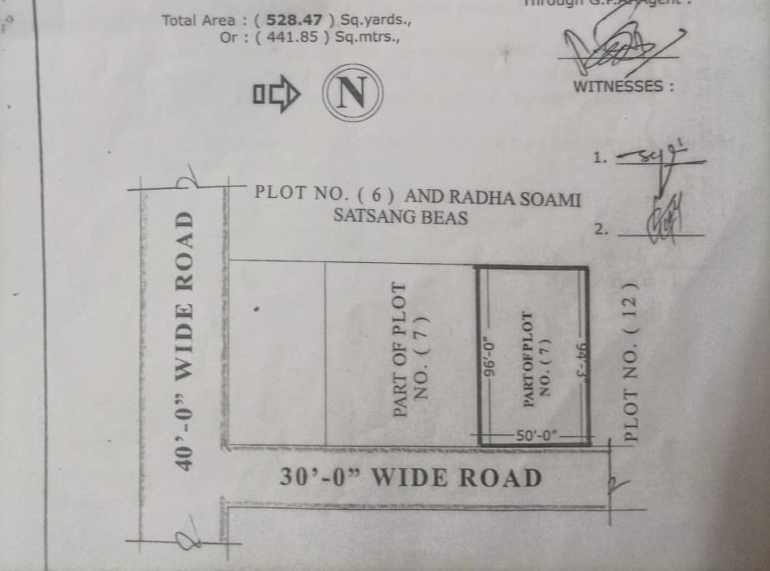 Through G.P.A. Agent :
Total Area : ( 528.47 ) Sq.yards.,
Or : ( 441.85 ) Sq.mtrs.,
N
WITNESSES :
1.
2.
PLOT NO. ( 6 ) AND RADHA SOAMI
SATSANG BEAS
40'-0" WIDE ROAD
PART OF PLOT
NO. ( 7 )
96'-0"
PART OF PLOT
NO. ( 7 )
94'-3"
50'-0"
PLOT NO. ( 12 )
30'-0" WIDE ROAD